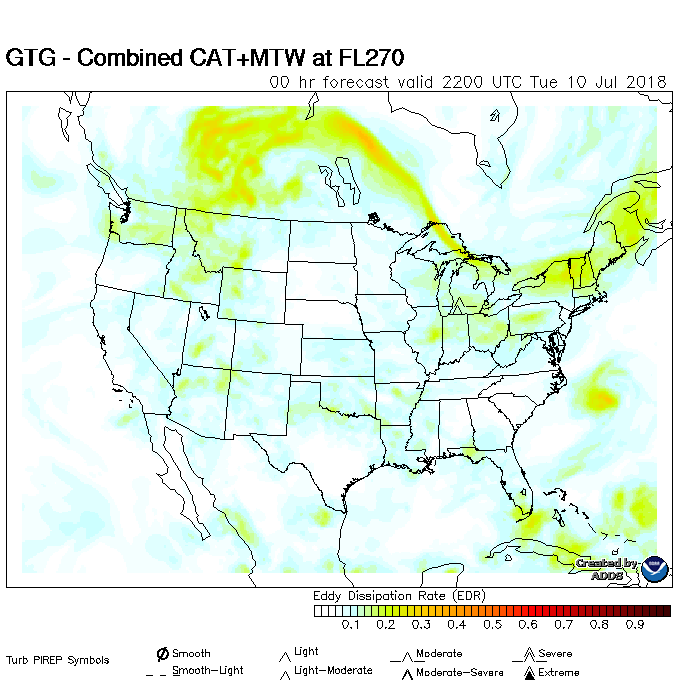 GTG - Combined CAT+MTW at FL270
00 hr forecast valid 2200 UTC Tue 10 Jul 2018
Created by
ADDS
Eddy Dissipation Rate (EDR)
0.1 0.2 0.3 0.4 0.5 0.6 0.7 0.8 0.9
Turb PIREP Symbols
Smooth Light Moderate Severe
Smooth-Light Light-Moderate Moderate-Severe Extreme